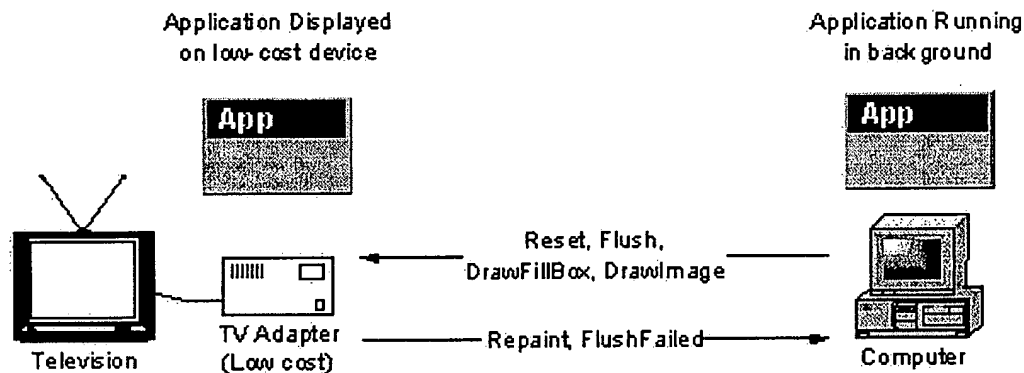 Application Displayed
on low-cost device
Application Running
in background
App
App
Reset, Flush,
DrawFillBox, DrawImage
Repaint, FlushFailed
Television
TV Adapter
(Low cost)
Computer